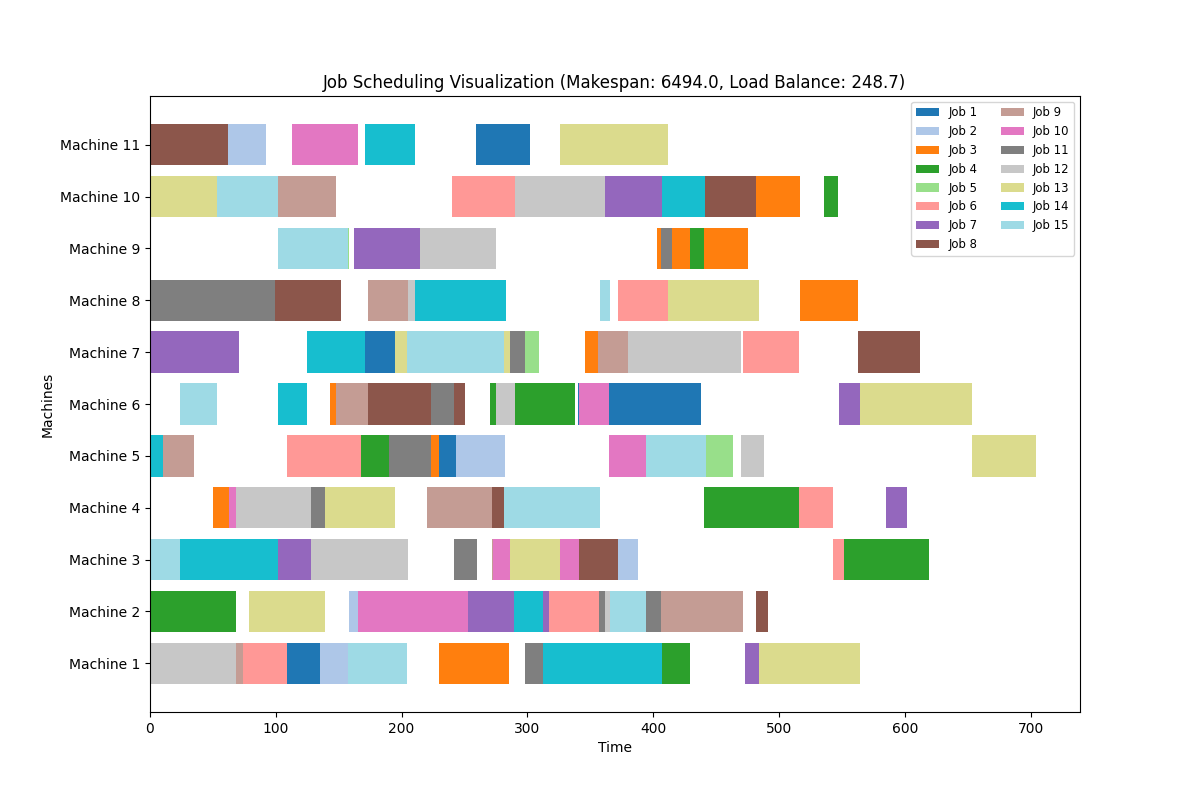 Job Scheduling Visualization (Makespan: 6494.0, Load Balance: 248.7)
Machine 11
Machine 10
Machine 9
Machine 8
Machine 7
Machine 6
Machine 5
Machine 4
Machine 3
Machine 2
Machine 1
Machines
Job 1
Job 2
Job 3
Job 4
Job 5
Job 6
Job 7
Job 8
Job 9
Job 10
Job 11
Job 12
Job 13
Job 14
Job 15
0 100 200 300 400 500 600 700
Time